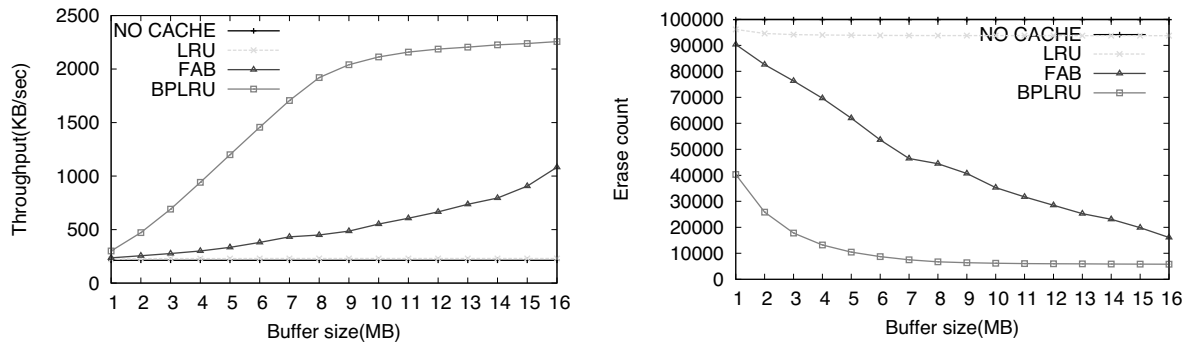 NO CACHE
LRU
FAB
BPLRU
2500
2000
1500
1000
500
0
Throughput(KB/sec)
1 2 3 4 5 6 7 8 9 10 11 12 13 14 15 16
Buffer size(MB)
NO CACHE
LRU
FAB
BPLRU
100000
90000
80000
70000
60000
50000
40000
30000
20000
10000
0
Erase count
1 2 3 4 5 6 7 8 9 10 11 12 13 14 15 16
Buffer size(MB)